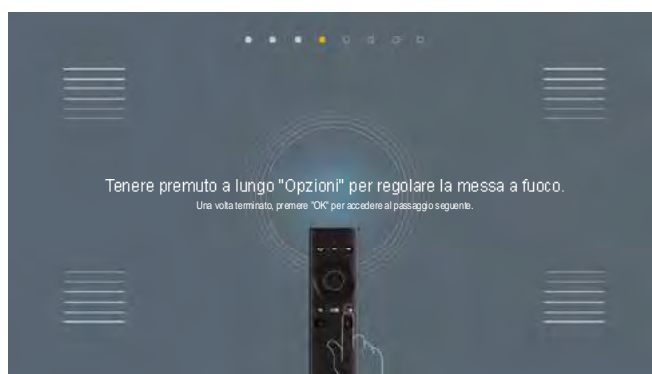 Tenere premuto a lungo "Opzioni" per regolare la messa a fuoco.
Una volta terminato, premere "OK" per accedere al passaggio seguente.